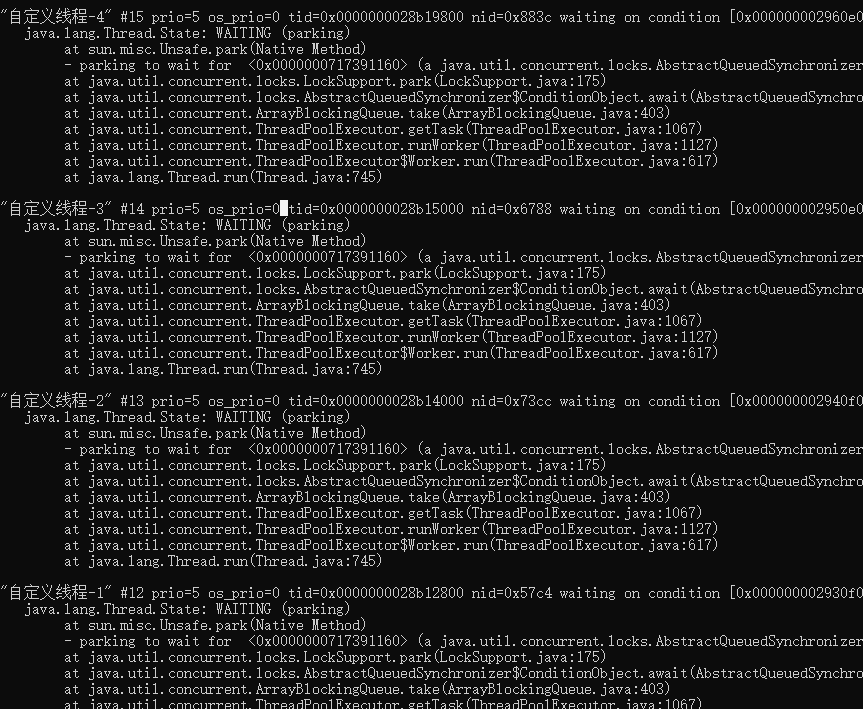 "自定义线程-4" #15 prio=5 os_prio=0 tid=0x0000000028b19800 nid=0x883c waiting on condition [0x000000002960e0
java.lang.Thread.State: WAITING (parking)
at sun.misc.Unsafe.park(Native Method)
- parking to wait for  <0x0000000717391160> (a java.util.concurrent.locks.AbstractQueuedSynchronizer
at java.util.concurrent.locks.LockSupport.park(LockSupport.java:175)
at java.util.concurrent.locks.AbstractQueuedSynchronizer$ConditionObject.await(AbstractQueuedSynchro
at java.util.concurrent.ArrayBlockingQueue.take(ArrayBlockingQueue.java:403)
at java.util.concurrent.ThreadPoolExecutor.getTask(ThreadPoolExecutor.java:1067)
at java.util.concurrent.ThreadPoolExecutor.runWorker(ThreadPoolExecutor.java:1127)
at java.util.concurrent.ThreadPoolExecutor$Worker.run(ThreadPoolExecutor.java:617)
at java.lang.Thread.run(Thread.java:745)
"自定义线程-3" #14 prio=5 os_prio=0 tid=0x0000000028b15000 nid=0x6788 waiting on condition [0x000000002950e0
java.lang.Thread.State: WAITING (parking)
at sun.misc.Unsafe.park(Native Method)
- parking to wait for  <0x0000000717391160> (a java.util.concurrent.locks.AbstractQueuedSynchronizer
at java.util.concurrent.locks.LockSupport.park(LockSupport.java:175)
at java.util.concurrent.locks.AbstractQueuedSynchronizer$ConditionObject.await(AbstractQueuedSynchro
at java.util.concurrent.ArrayBlockingQueue.take(ArrayBlockingQueue.java:403)
at java.util.concurrent.ThreadPoolExecutor.getTask(ThreadPoolExecutor.java:1067)
at java.util.concurrent.ThreadPoolExecutor.runWorker(ThreadPoolExecutor.java:1127)
at java.util.concurrent.ThreadPoolExecutor$Worker.run(ThreadPoolExecutor.java:617)
at java.lang.Thread.run(Thread.java:745)
"自定义线程-2" #13 prio=5 os_prio=0 tid=0x0000000028b14000 nid=0x73cc waiting on condition [0x000000002940f0
java.lang.Thread.State: WAITING (parking)
at sun.misc.Unsafe.park(Native Method)
- parking to wait for  <0x0000000717391160> (a java.util.concurrent.locks.AbstractQueuedSynchronizer
at java.util.concurrent.locks.LockSupport.park(LockSupport.java:175)
at java.util.concurrent.locks.AbstractQueuedSynchronizer$ConditionObject.await(AbstractQueuedSynchro
at java.util.concurrent.ArrayBlockingQueue.take(ArrayBlockingQueue.java:403)
at java.util.concurrent.ThreadPoolExecutor.getTask(ThreadPoolExecutor.java:1067)
at java.util.concurrent.ThreadPoolExecutor.runWorker(ThreadPoolExecutor.java:1127)
at java.util.concurrent.ThreadPoolExecutor$Worker.run(ThreadPoolExecutor.java:617)
at java.lang.Thread.run(Thread.java:745)
"自定义线程-1" #12 prio=5 os_prio=0 tid=0x0000000028b12800 nid=0x57c4 waiting on condition [0x000000002930f0
java.lang.Thread.State: WAITING (parking)
at sun.misc.Unsafe.park(Native Method)
- parking to wait for  <0x0000000717391160> (a java.util.concurrent.locks.AbstractQueuedSynchronizer
at java.util.concurrent.locks.LockSupport.park(LockSupport.java:175)
at java.util.concurrent.locks.AbstractQueuedSynchronizer$ConditionObject.await(AbstractQueuedSynchro
at java.util.concurrent.ArrayBlockingQueue.take(ArrayBlockingQueue.java:403)
at java.util.concurrent.ThreadPoolExecutor.getTask(ThreadPoolExecutor.java:1067)